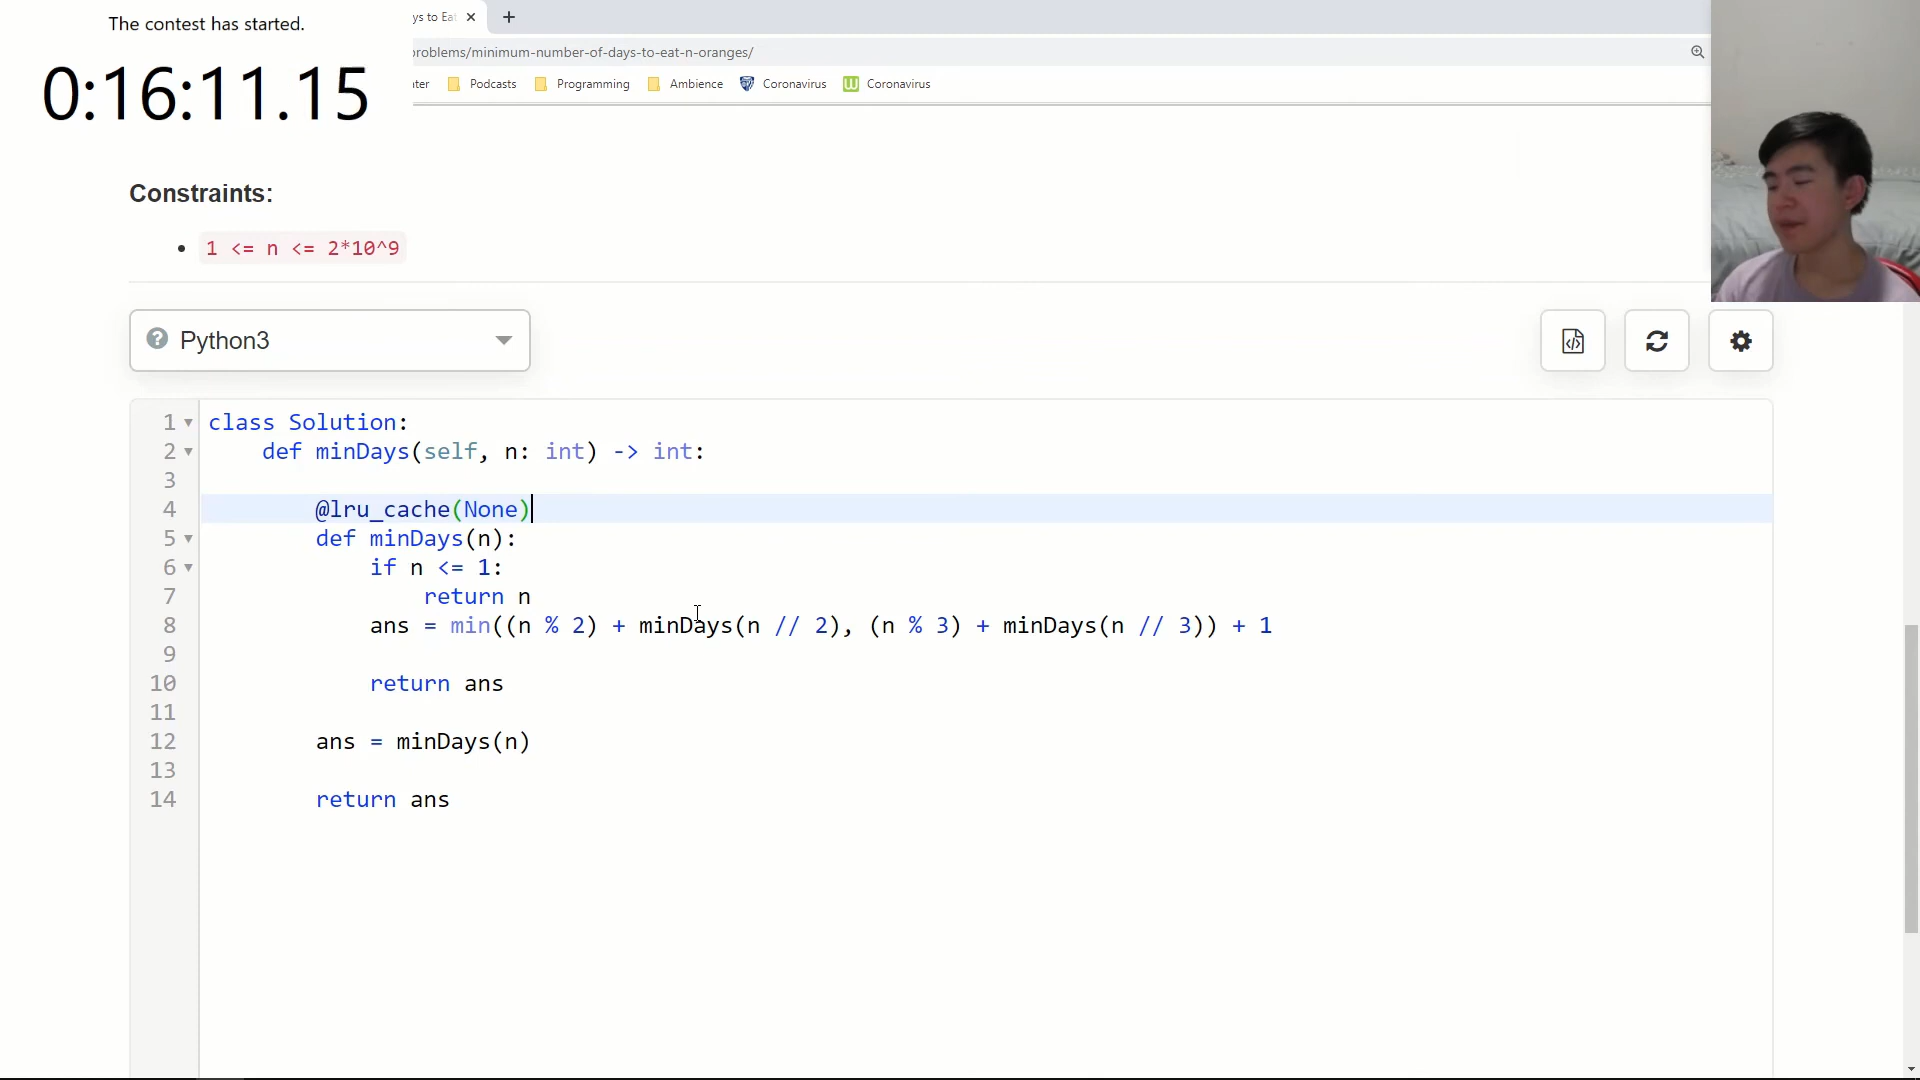 The contest has started.
0:16:11.15
ys to Eat
problems/minimum-number-of-days-to-eat-n-oranges/
ter Podcasts Programming Ambience Coronavirus Coronavirus
Constraints:
1 <= n <= 2*10^9
Python3
1 class Solution:
2     def minDays(self, n: int) -> int:
3
4         @lru_cache(None)
5         def minDays(n):
6             if n <= 1:
7                 return n
8             ans = min((n % 2) + minDays(n // 2), (n % 3) + minDays(n // 3)) + 1
9
10             return ans
11
12         ans = minDays(n)
13
14         return ans